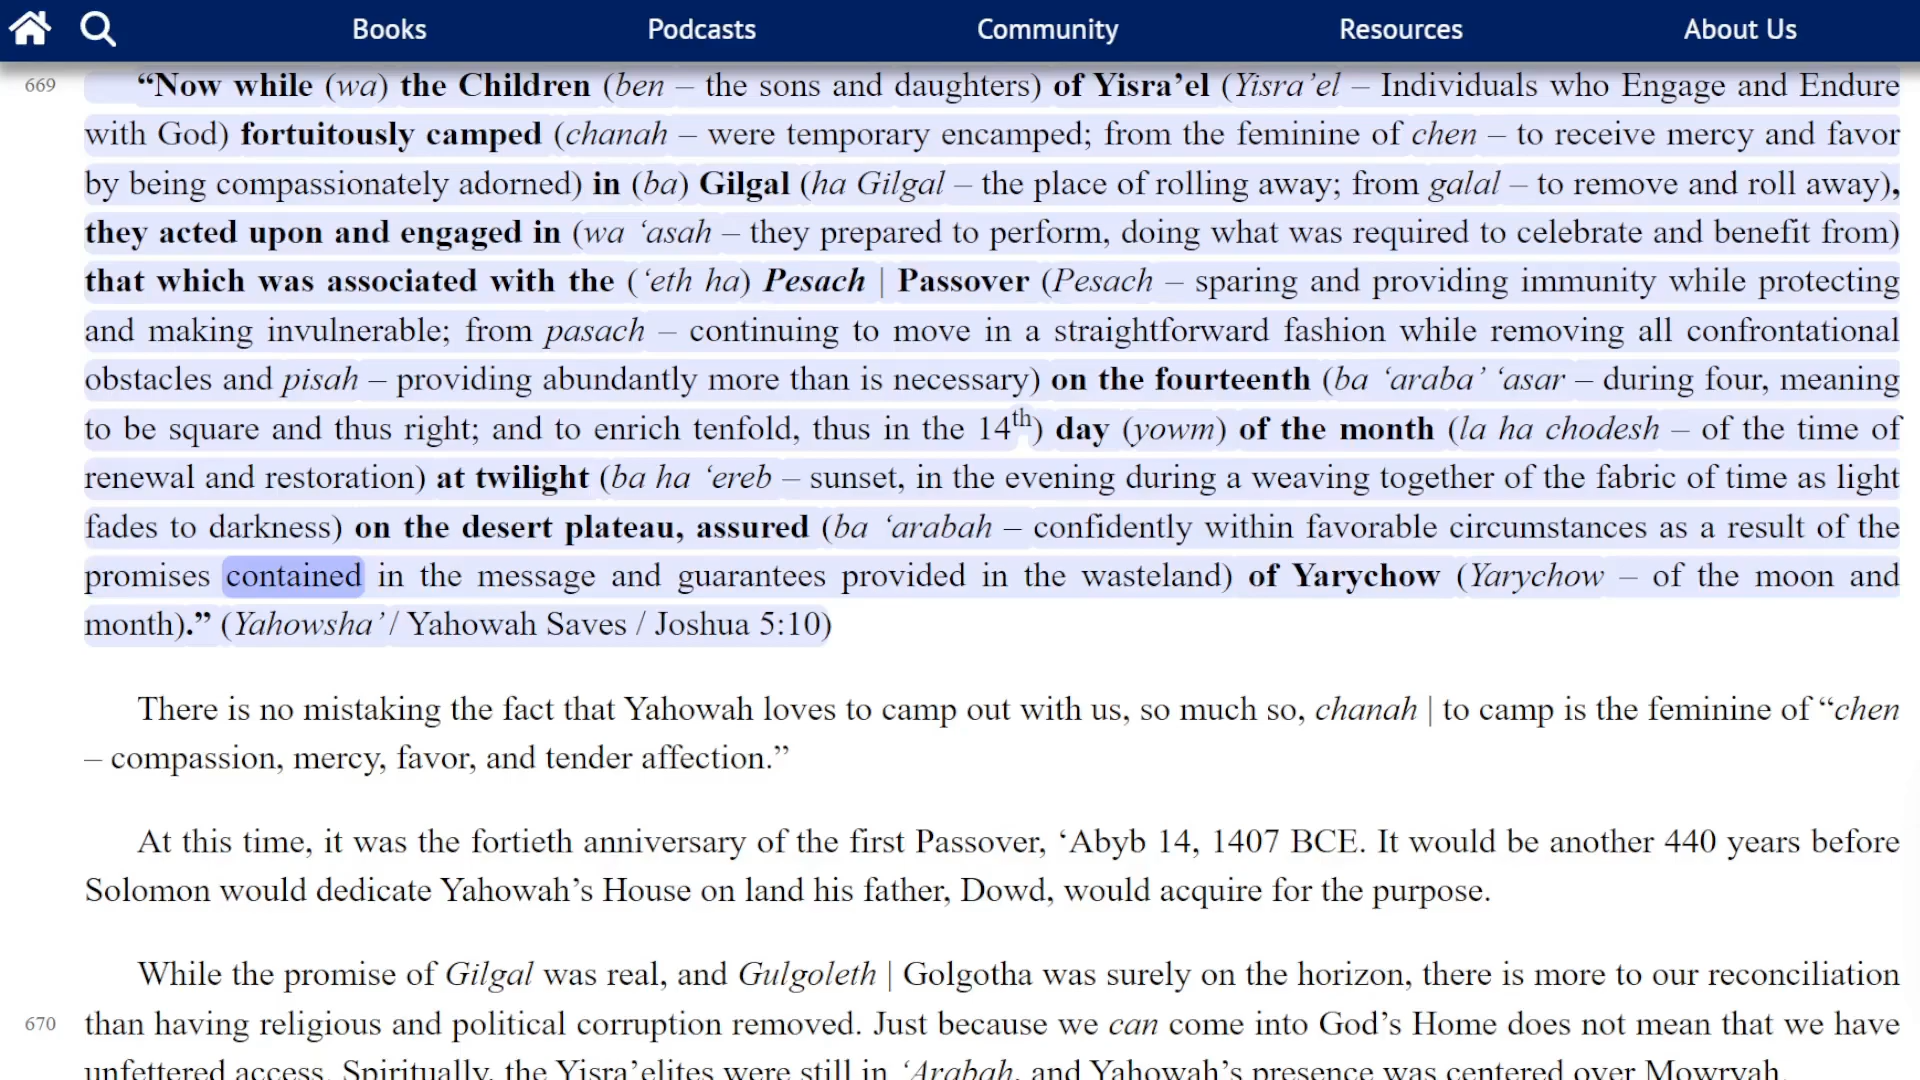 Books Podcasts Community Resources About Us
669 “Now while (wa) the Children (ben – the sons and daughters) of Yisra’el (Yisra’el – Individuals who Engage and Endure
with God) fortuitously camped (chanah – were temporary encamped; from the feminine of chen – to receive mercy and favor
by being compassionately adorned) in (ba) Gilgal (ha Gilgal – the place of rolling away; from galal – to remove and roll away),
they acted upon and engaged in (wa ‘asah – they prepared to perform, doing what was required to celebrate and benefit from)
that which was associated with the (‘eth ha) Pesach | Passover (Pesach – sparing and providing immunity while protecting
and making invulnerable; from pasach – continuing to move in a straightforward fashion while removing all confrontational
obstacles and pisah – providing abundantly more than is necessary) on the fourteenth (ba ‘araba’ ‘asar – during four, meaning
to be square and thus right; and to enrich tenfold, thus in the 14th) day (yowm) of the month (la ha chodesh – of the time of
renewal and restoration) at twilight (ba ha ‘ereb – sunset, in the evening during a weaving together of the fabric of time as light
fades to darkness) on the desert plateau, assured (ba ‘arabah – confidently within favorable circumstances as a result of the
promises contained in the message and guarantees provided in the wasteland) of Yarychow (Yarychow – of the moon and
month).” (Yahowsha’ / Yahowah Saves / Joshua 5:10)
There is no mistaking the fact that Yahowah loves to camp out with us, so much so, chanah | to camp is the feminine of “chen
– compassion, mercy, favor, and tender affection.”
At this time, it was the fortieth anniversary of the first Passover, ‘Abyb 14, 1407 BCE. It would be another 440 years before
Solomon would dedicate Yahowah’s House on land his father, Dowd, would acquire for the purpose.
While the promise of Gilgal was real, and Gulgoleth | Golgotha was surely on the horizon, there is more to our reconciliation
670 than having religious and political corruption removed. Just because we can come into God’s Home does not mean that we have
unfettered access. Spiritually, the Yisra’elites were still in ‘Arabah, and Yahowah’s presence was centered over Mowryah.